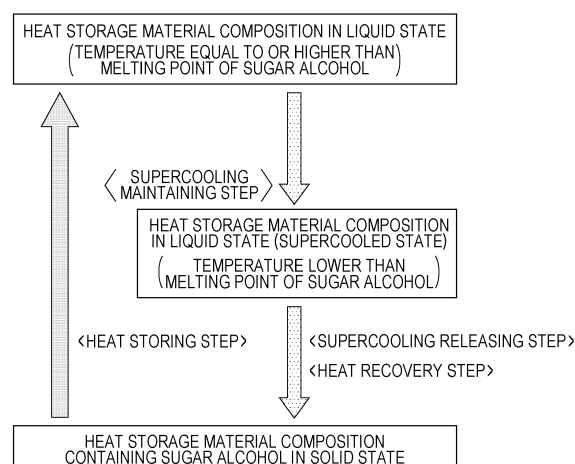 HEAT STORAGE MATERIAL COMPOSITION IN LIQUID STATE
(TEMPERATURE EQUAL TO OR HIGHER THAN
MELTING POINT OF SUGAR ALCOHOL)
<SUPERCOOLING
MAINTAINING STEP>
HEAT STORAGE MATERIAL COMPOSITION
IN LIQUID STATE (SUPERCOOLED STATE)
(TEMPERATURE LOWER THAN
MELTING POINT OF SUGAR ALCOHOL)
<HEAT STORING STEP>
<SUPERCOOLING RELEASING STEP>
<HEAT RECOVERY STEP>
HEAT STORAGE MATERIAL COMPOSITION
CONTAINING SUGAR ALCOHOL IN SOLID STATE